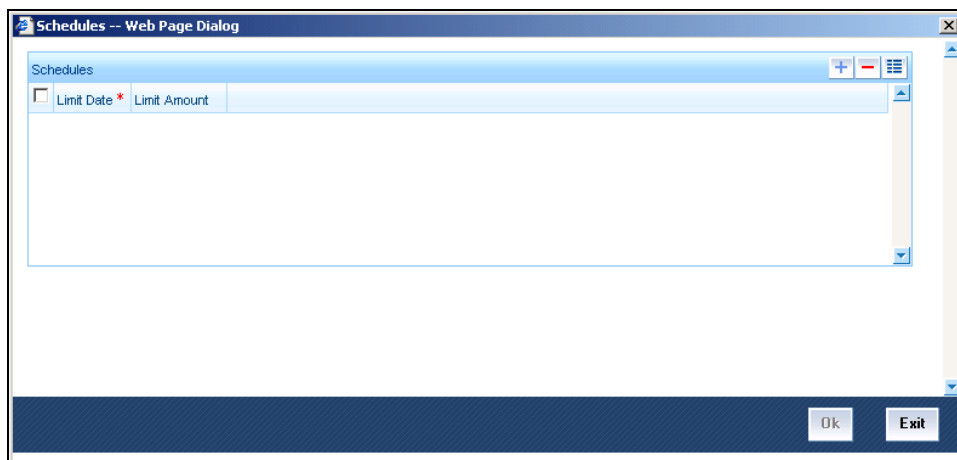 Schedules -- Web Page Dialog
Schedules
Limit Date * Limit Amount
Ok Exit